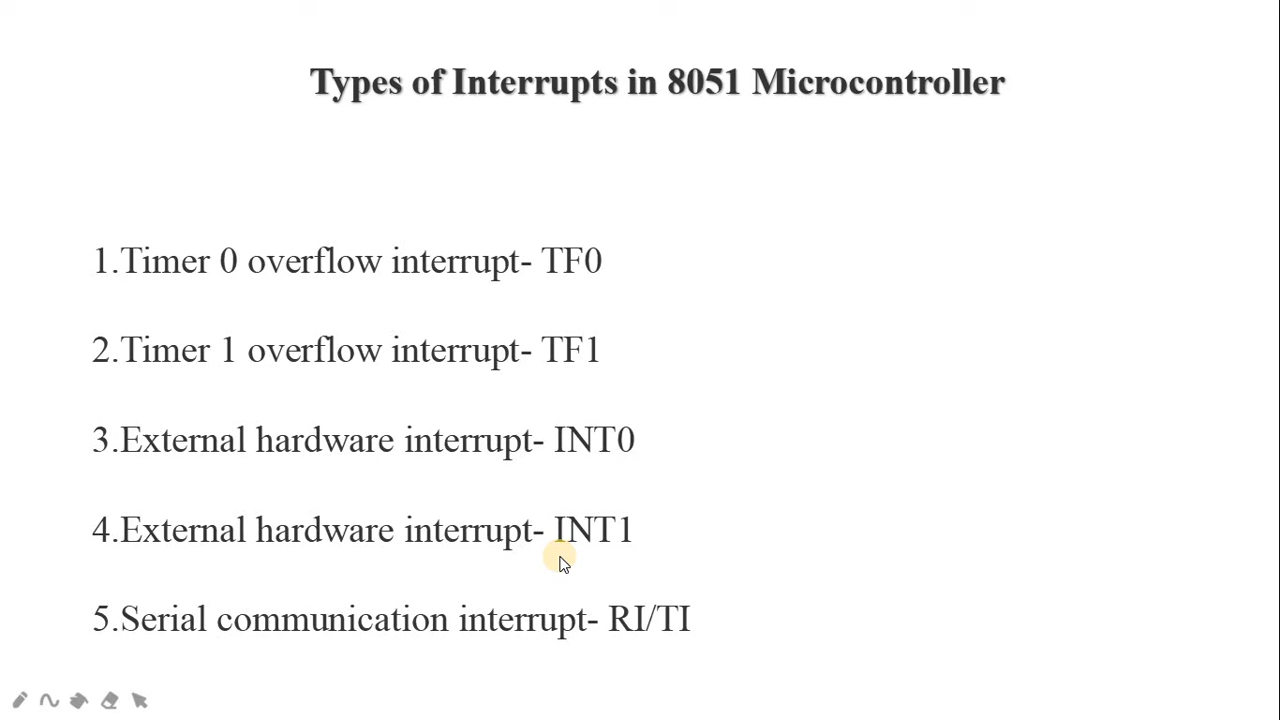 Types of Interrupts in 8051 Microcontroller
1.Timer 0 overflow interrupt- TF0
2.Timer 1 overflow interrupt- TF1
3.External hardware interrupt- INT0
4.External hardware interrupt- INT1
5.Serial communication interrupt- RI/TI